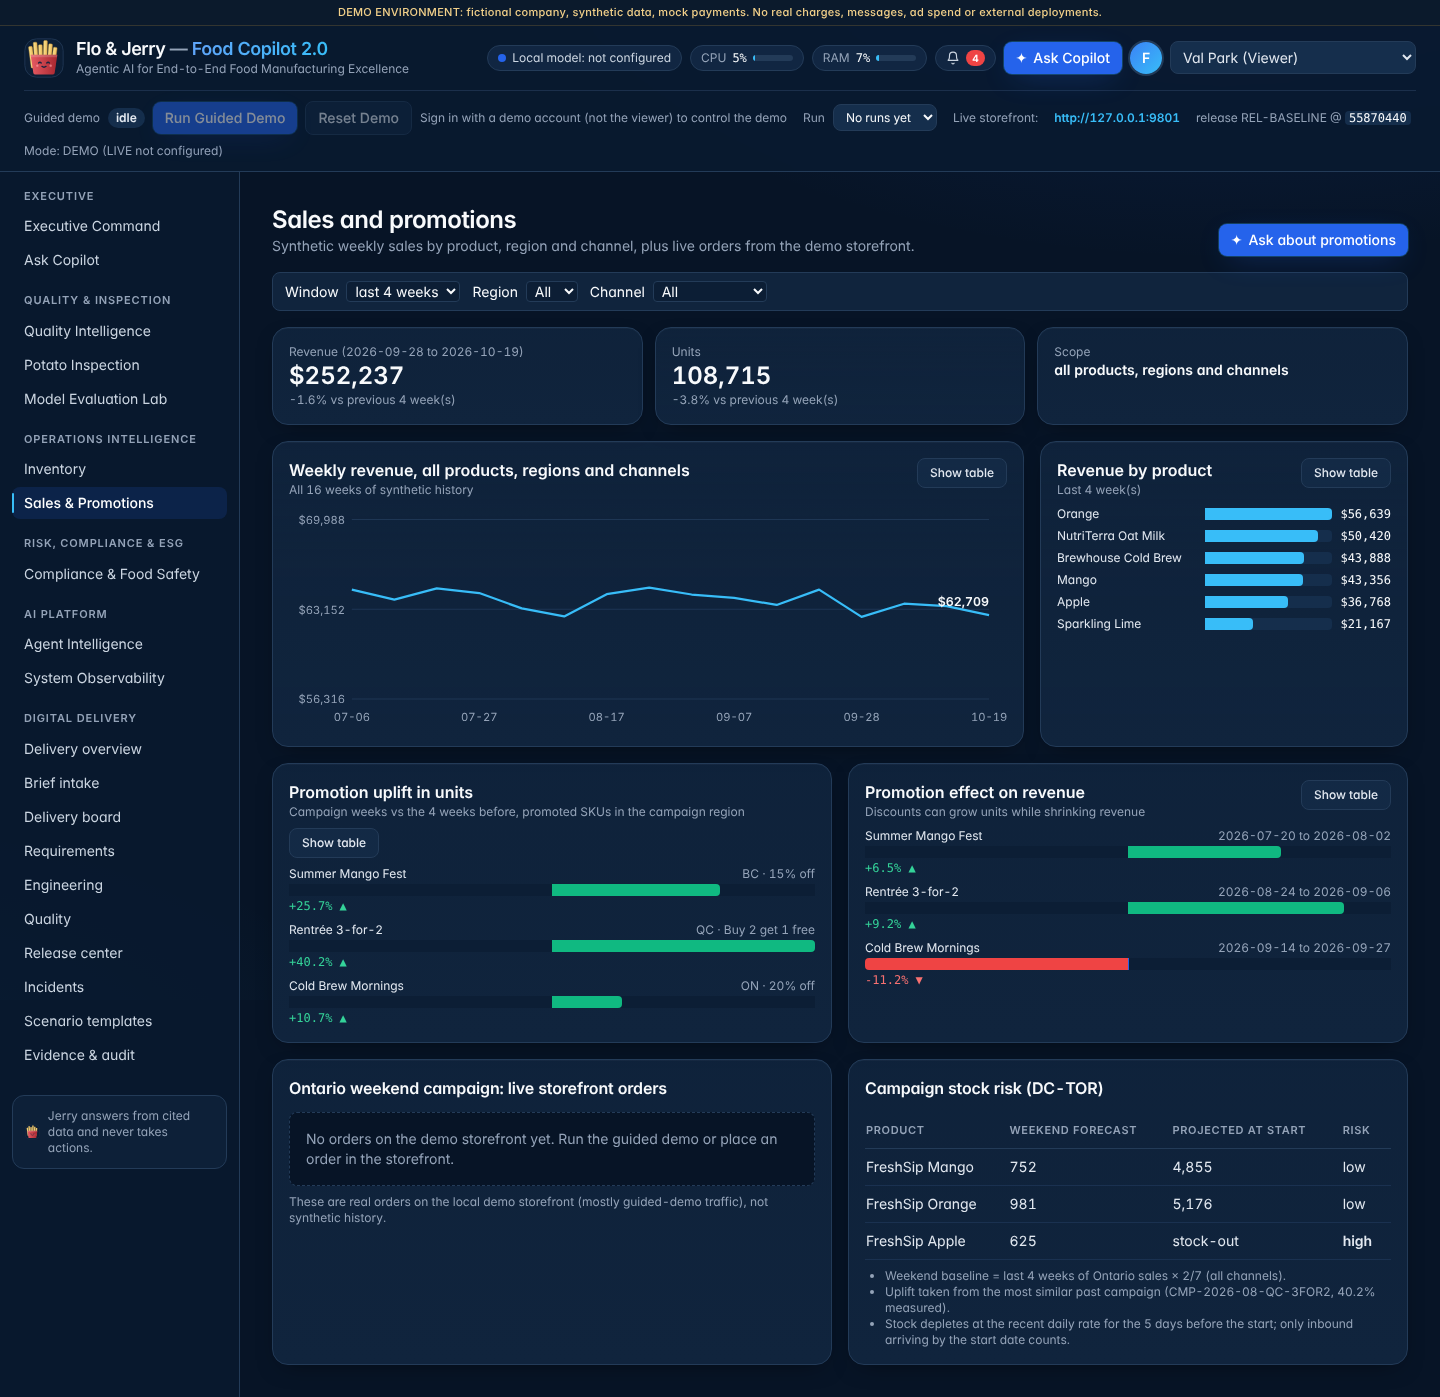 DEMO ENVIRONMENT: fictional company, synthetic data, mock payments. No real charges, messages, ad spend or external deployments.
Flo & Jerry — Food Copilot 2.0
Agentic AI for End-to-End Food Manufacturing Excellence
Local model: not configured
CPU 5%
RAM 7%
4
✦ Ask Copilot
F
Val Park (Viewer)
Guided demo idle
Run Guided Demo
Reset Demo
Sign in with a demo account (not the viewer) to control the demo
Run No runs yet
Live storefront: http://127.0.0.1:9801
release REL-BASELINE @ 55870440
Mode: DEMO (LIVE not configured)
EXECUTIVE
Executive Command
Ask Copilot
QUALITY & INSPECTION
Quality Intelligence
Potato Inspection
Model Evaluation Lab
OPERATIONS INTELLIGENCE
Inventory
Sales & Promotions
RISK, COMPLIANCE & ESG
Compliance & Food Safety
AI PLATFORM
Agent Intelligence
System Observability
DIGITAL DELIVERY
Delivery overview
Brief intake
Delivery board
Requirements
Engineering
Quality
Release center
Incidents
Scenario templates
Evidence & audit
Jerry answers from cited
data and never takes
actions.
Sales and promotions
Synthetic weekly sales by product, region and channel, plus live orders from the demo storefront.
✦ Ask about promotions
Window last 4 weeks Region All Channel All
Revenue (2026-09-28 to 2026-10-19)
$252,237
-1.6% vs previous 4 week(s)
Units
108,715
-3.8% vs previous 4 week(s)
Scope
all products, regions and channels
Weekly revenue, all products, regions and channels
All 16 weeks of synthetic history
Show table
$69,988
$63,152
$56,316
$62,709
07-06 07-27 08-17 09-07 09-28 10-19
Revenue by product
Last 4 week(s)
Show table
Orange $56,639
NutriTerra Oat Milk $50,420
Brewhouse Cold Brew $43,888
Mango $43,356
Apple $36,768
Sparkling Lime $21,167
Promotion uplift in units
Campaign weeks vs the 4 weeks before, promoted SKUs in the campaign region
Show table
Summer Mango Fest BC · 15% off
+25.7% ▲
Rentrée 3-for-2 QC · Buy 2 get 1 free
+40.2% ▲
Cold Brew Mornings ON · 20% off
+10.7% ▲
Promotion effect on revenue
Discounts can grow units while shrinking revenue
Show table
Summer Mango Fest 2026-07-20 to 2026-08-02
+6.5% ▲
Rentrée 3-for-2 2026-08-24 to 2026-09-06
+9.2% ▲
Cold Brew Mornings 2026-09-14 to 2026-09-27
-11.2% ▼
Ontario weekend campaign: live storefront orders
No orders on the demo storefront yet. Run the guided demo or place an
order in the storefront.
These are real orders on the local demo storefront (mostly guided-demo traffic), not
synthetic history.
Campaign stock risk (DC-TOR)
PRODUCT WEEKEND FORECAST PROJECTED AT START RISK
FreshSip Mango 752 4,855 low
FreshSip Orange 981 5,176 low
FreshSip Apple 625 stock-out high
• Weekend baseline = last 4 weeks of Ontario sales × 2/7 (all channels).
• Uplift taken from the most similar past campaign (CMP-2026-08-QC-3FOR2, 40.2%
measured).
• Stock depletes at the recent daily rate for the 5 days before the start; only inbound
arriving by the start date counts.